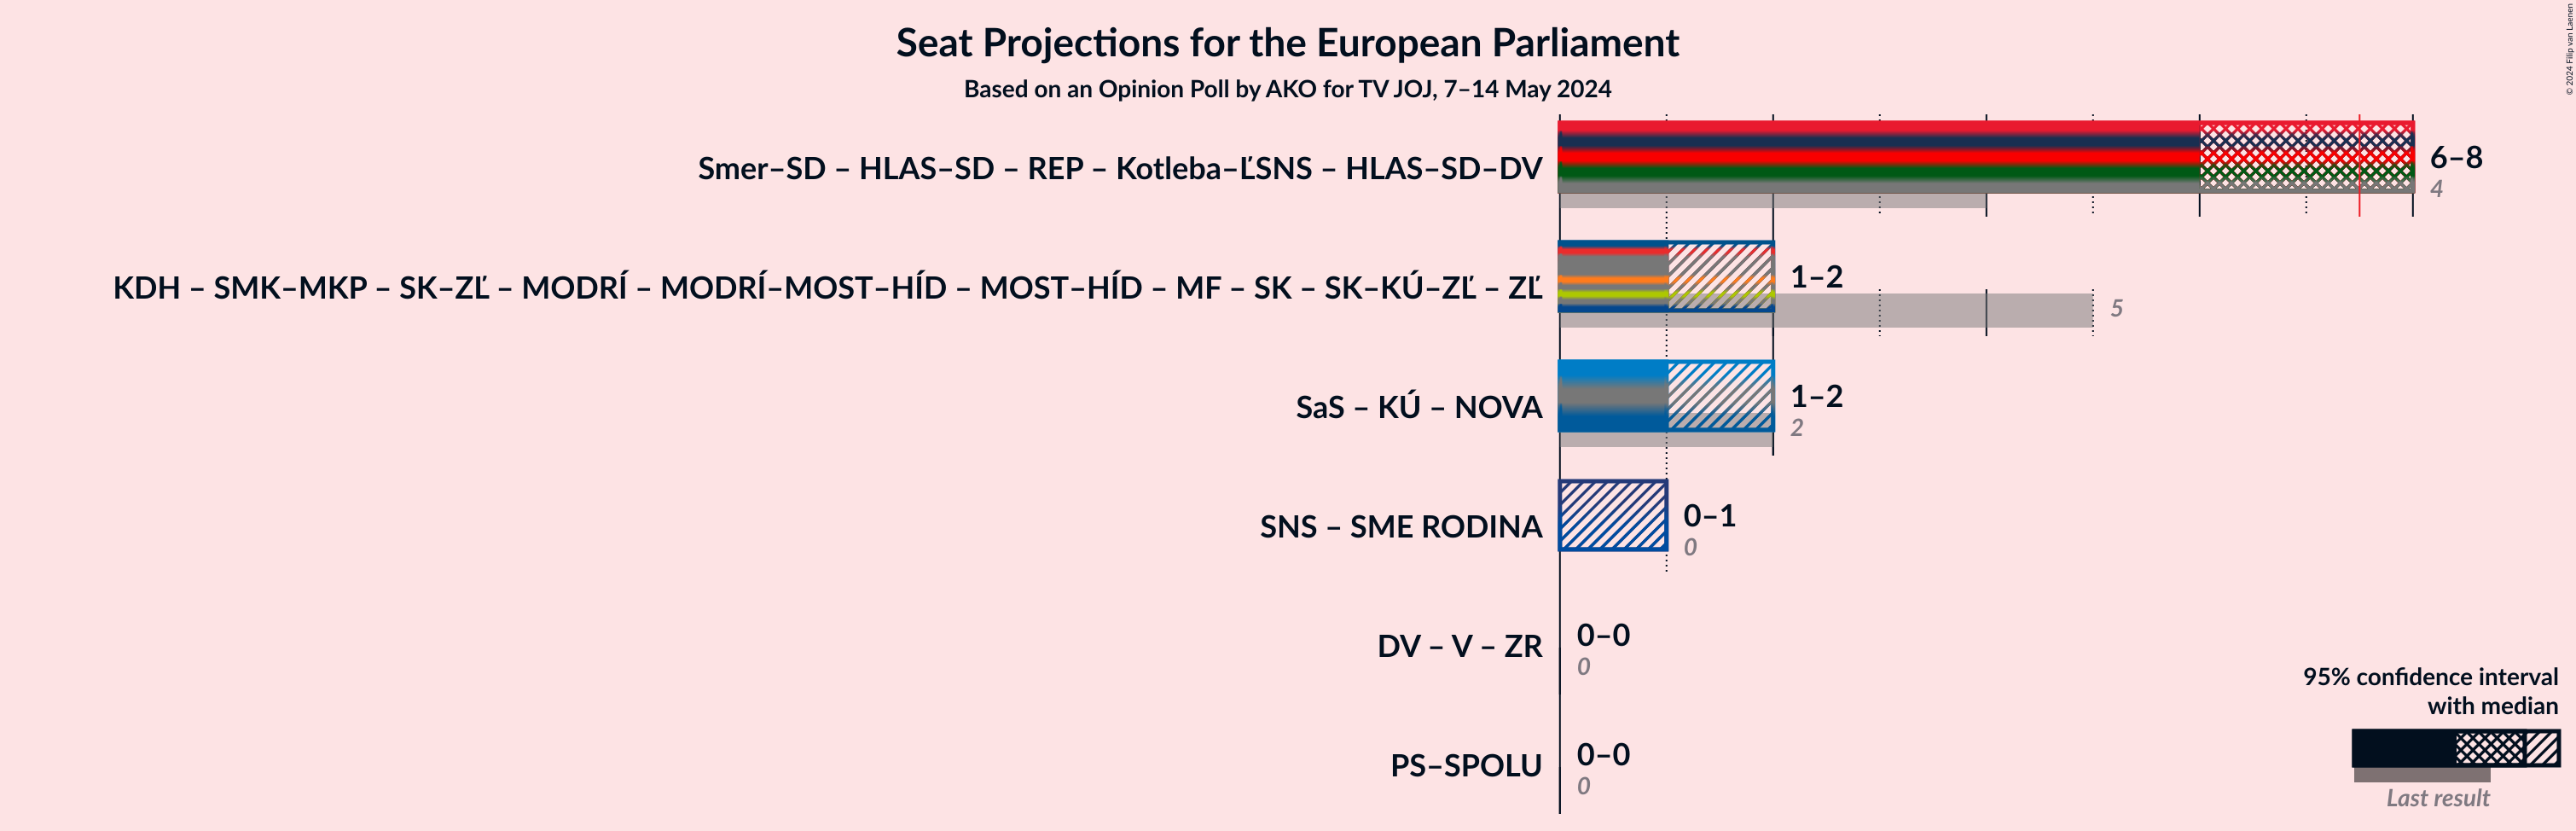 Seat Projections for the European Parliament
Based on an Opinion Poll by AKO for TV JOJ, 7–14 May 2024
© 2024 Filip van Laenen
Smer–SD – HLAS–SD – REP – Kotleba–ĽSNS – HLAS–SD–DV
6–8
4
KDH – SMK–MKP – SK–ZĽ – MODRÍ – MODRÍ–MOST–HÍD – MOST–HÍD – MF – SK – SK–KÚ–ZĽ – ZĽ
1–2
5
SaS – KÚ – NOVA
1–2
2
SNS – SME RODINA
0–1
0
DV – V – ZR
0–0
0
PS–SPOLU
0–0
0
95% confidence interval
with median
Last result